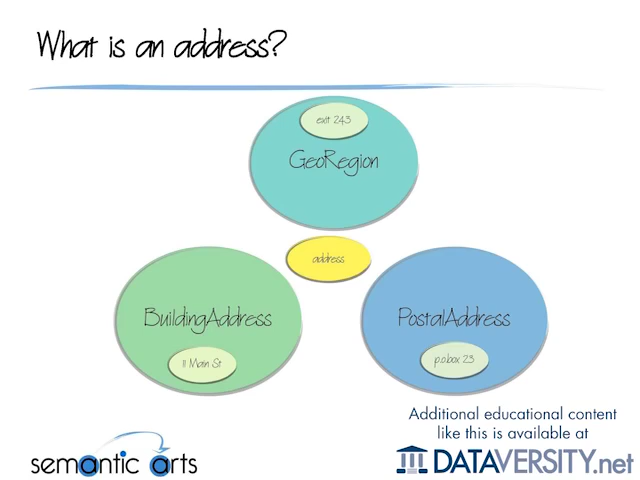 What is an address?
exit 243
GeoRegion
address
BuildingAddress
PostalAddress
11 Main St
p.o.box 23
Additional educational content
like this is available at
semantic arts
DATAVERSITY.net